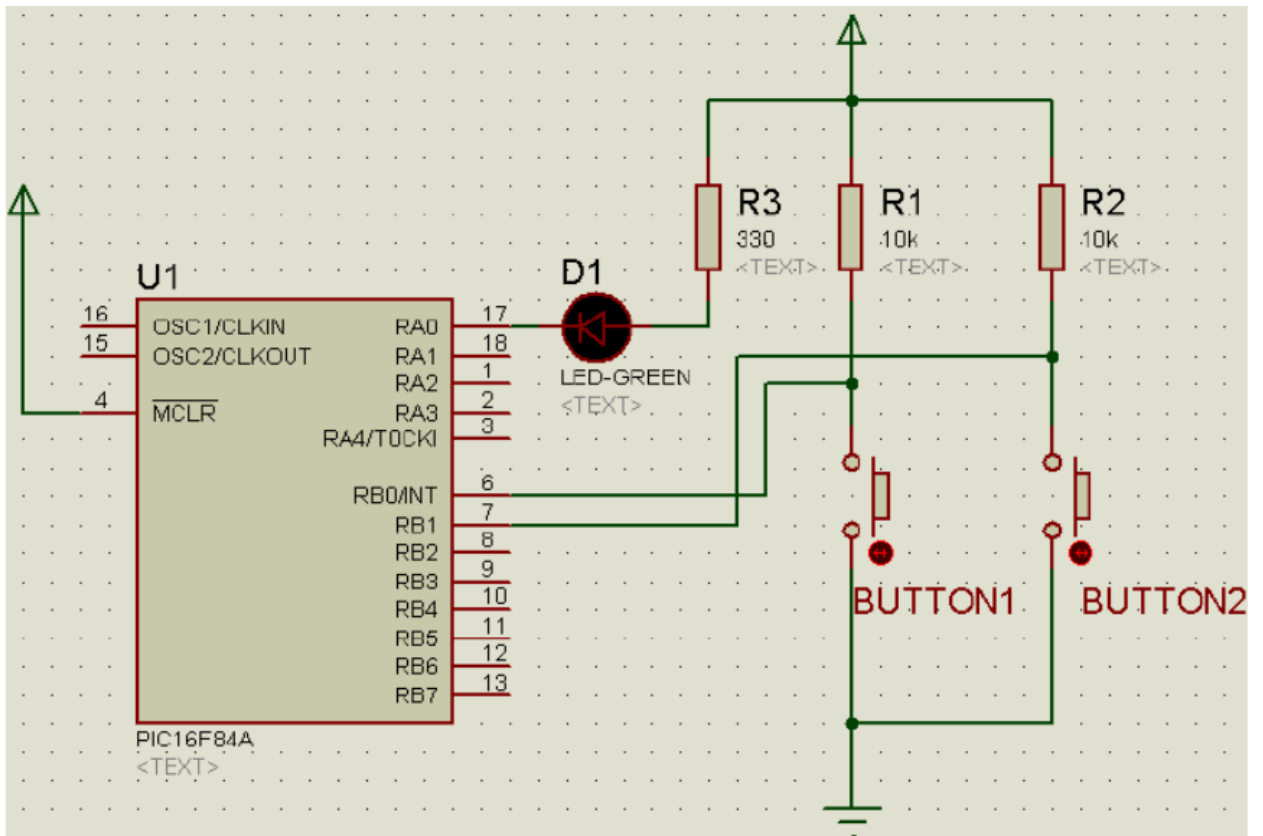 R3
330
<TEXT>
R1
10k
<TEXT>
R2
10k
<TEXT>
U1
D1
LED-GREEN
<TEXT>
16
OSC1/CLKIN
15
OSC2/CLKOUT
4
MCLR
RA0
17
RA1
18
RA2
1
RA3
2
RA4/T0CKI
3
RB0/INT
6
RB1
7
RB2
8
RB3
9
RB4
10
RB5
11
RB6
12
RB7
13
PIC16F84A
<TEXT>
BUTTON1
BUTTON2